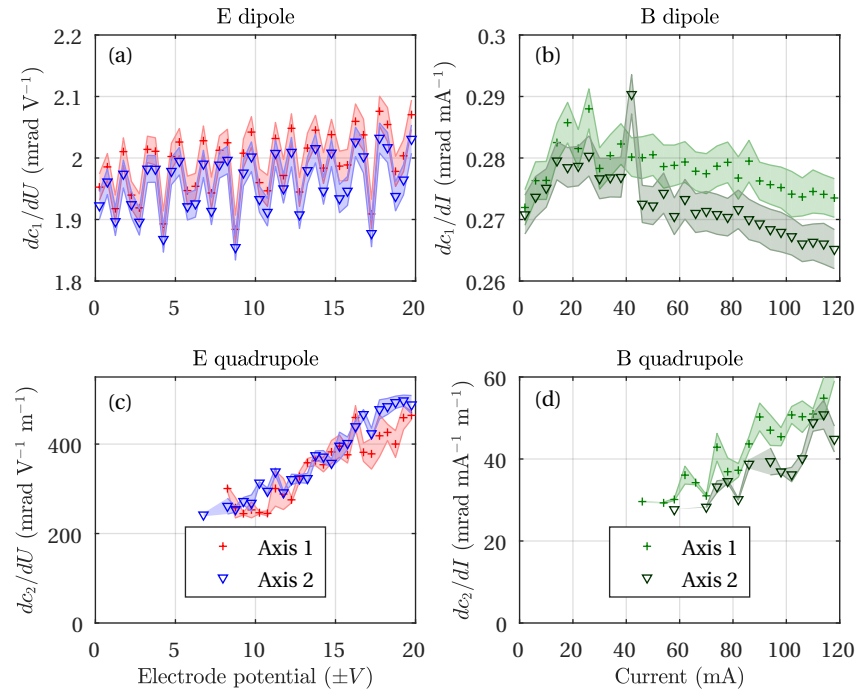 E dipole
B dipole
(a)
(b)
2.2
2.1
2
1.9
1.8
0.3
0.29
0.28
0.27
0.26
dc₁/dU (mrad V⁻¹)
dc₁/dI (mrad mA⁻¹)
0 5 10 15 20
0 20 40 60 80 100 120
E quadrupole
B quadrupole
(c)
(d)
400
200
0
60
40
20
0
dc₂/dU (mrad V⁻¹ m⁻¹)
dc₂/dI (mrad mA⁻¹ m⁻¹)
Axis 1
Axis 2
Axis 1
Axis 2
0 5 10 15 20
0 20 40 60 80 100 120
Electrode potential (±V)
Current (mA)